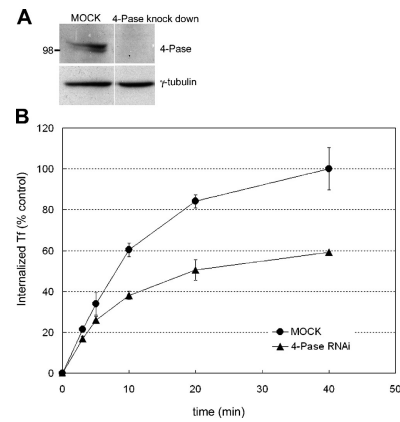 A
MOCK 4-Pase knock down
98
4-Pase
γ-tubulin
B
Internalized Tf (% control)
120
100
80
60
40
20
0
MOCK
4-Pase RNAi
0 10 20 30 40 50
time (min)